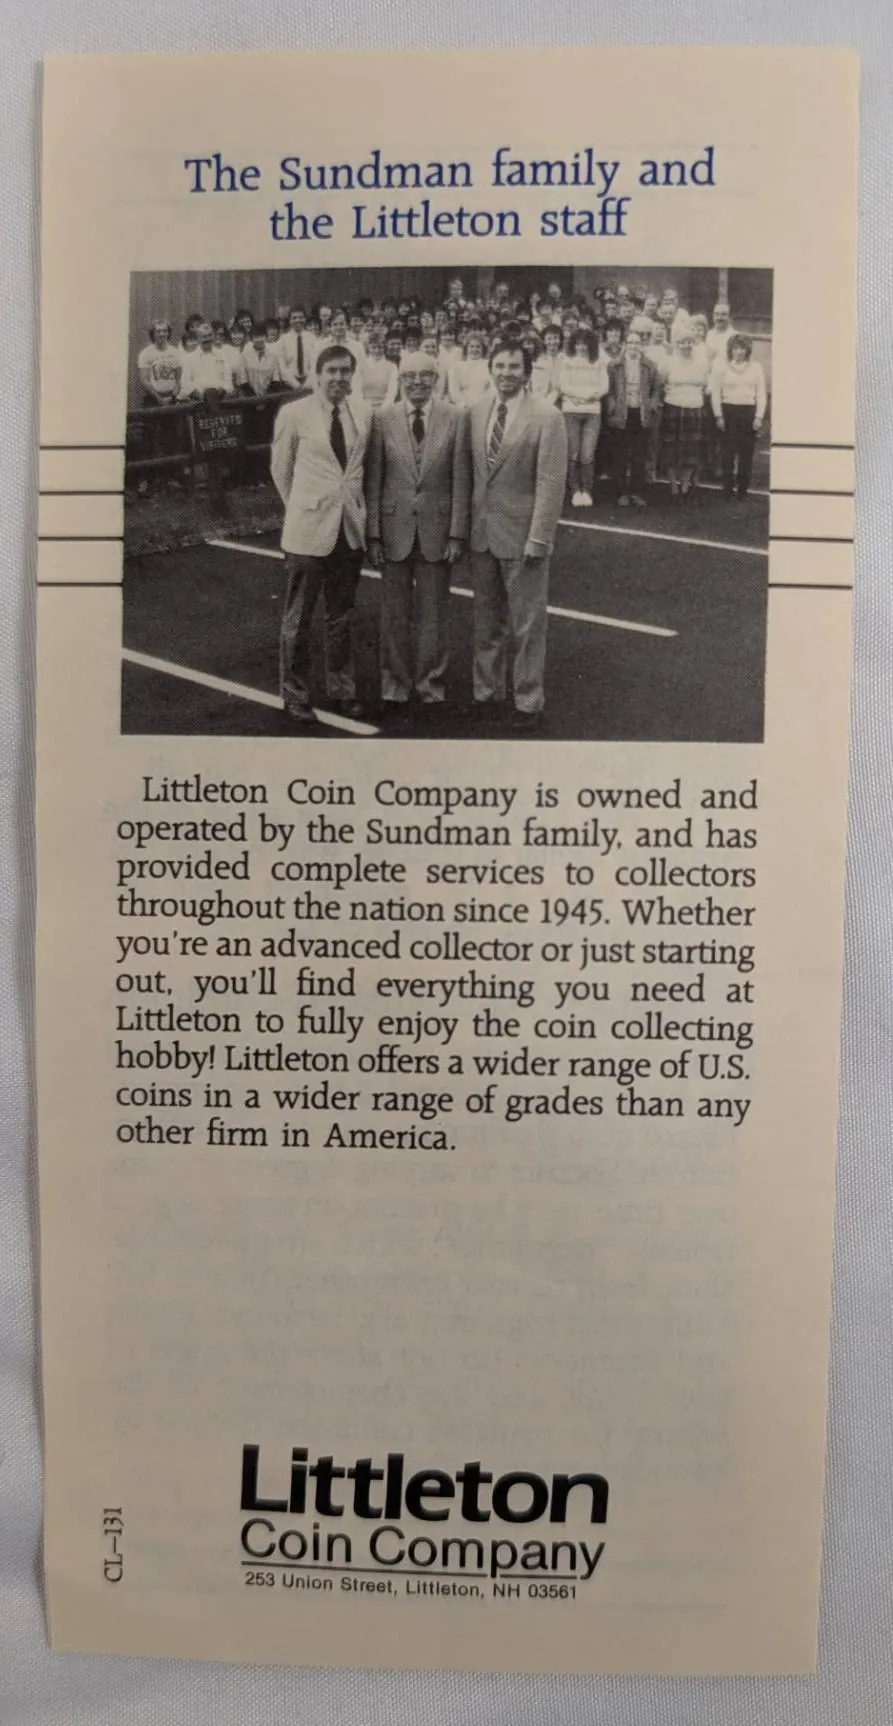 The Sundman family and
the Littleton staff
RESERVED
FOR
VISITORS
Littleton Coin Company is owned and
operated by the Sundman family, and has
provided complete services to collectors
throughout the nation since 1945. Whether
you're an advanced collector or just starting
out, you'll find everything you need at
Littleton to fully enjoy the coin collecting
hobby! Littleton offers a wider range of U.S.
coins in a wider range of grades than any
other firm in America.
CL—131
Littleton
Coin Company
253 Union Street, Littleton, NH 03561